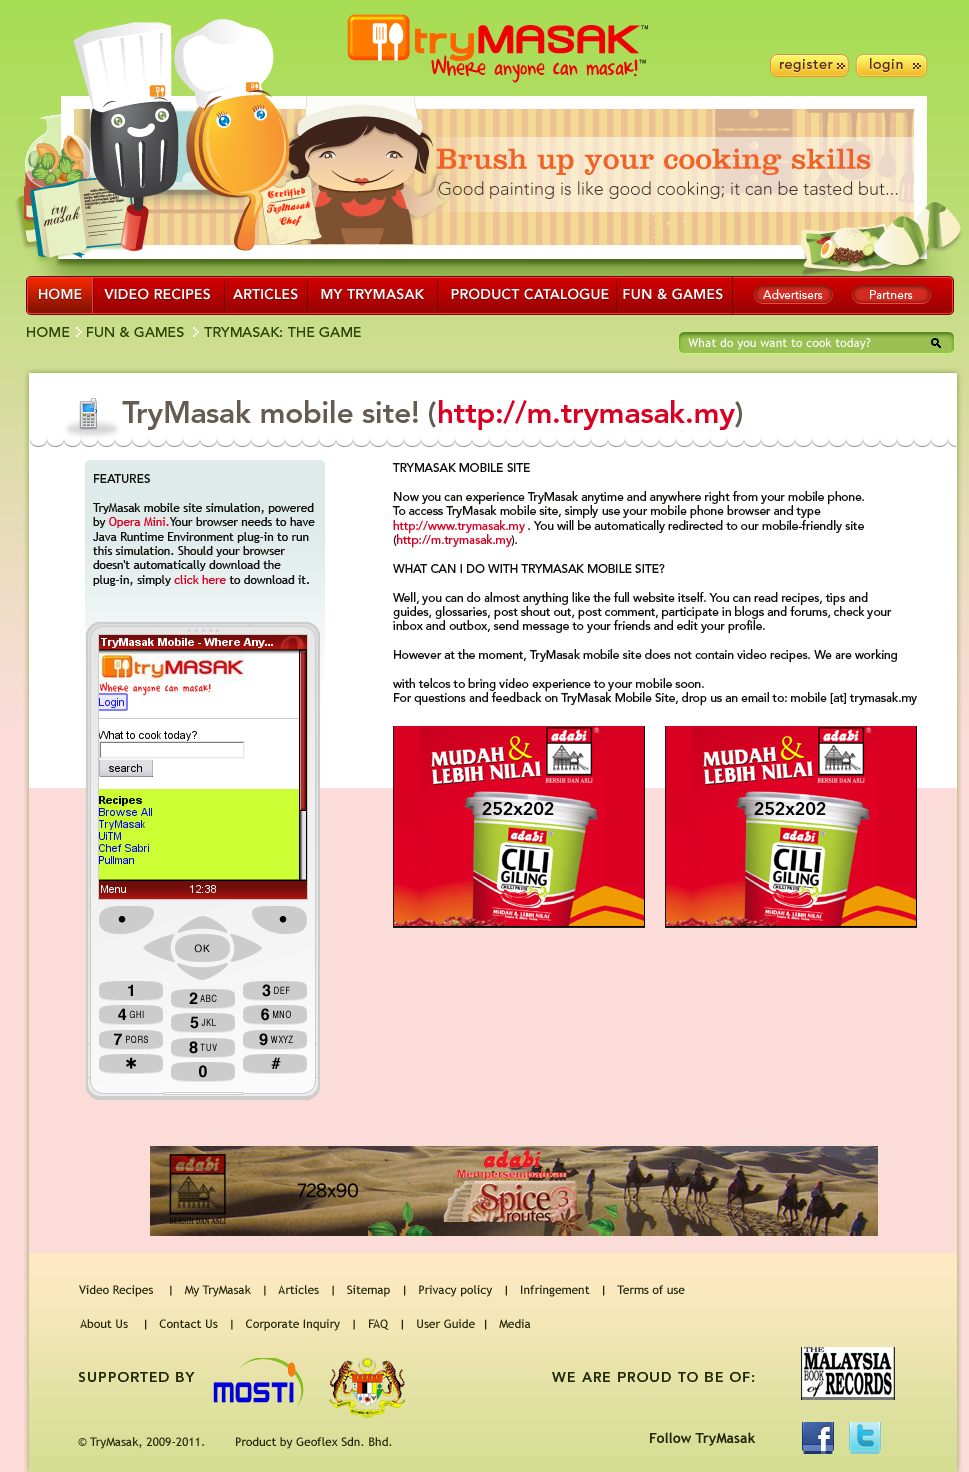 tryMASAK™
Where anyone can masak!™
register »
login »
try masak
Certified
TryMasak
Chef
Brush up your cooking skills
Good painting is like good cooking; it can be tasted but...
HOME VIDEO RECIPES ARTICLES MY TRYMASAK PRODUCT CATALOGUE FUN & GAMES Advertisers Partners
HOME > FUN & GAMES > TRYMASAK: THE GAME
What do you want to cook today?
TryMasak mobile site! (http://m.trymasak.my)
FEATURES
TryMasak mobile site simulation, powered
by Opera Mini.Your browser needs to have
Java Runtime Environment plug-in to run
this simulation. Should your browser
doesn't automatically download the
plug-in, simply click here to download it.
TryMasak Mobile - Where Any...
tryMASAK
Where anyone can masak!
Login
What to cook today?
search
Recipes
Browse All
TryMasak
UiTM
Chef Sabri
Pullman
Menu 12:38
OK
1
2 ABC
3 DEF
4 GHI
5 JKL
6 MNO
7 PQRS
8 TUV
9 WXYZ
*
0
#
TRYMASAK MOBILE SITE
Now you can experience TryMasak anytime and anywhere right from your mobile phone.
To access TryMasak mobile site, simply use your mobile phone browser and type
http://www.trymasak.my . You will be automatically redirected to our mobile-friendly site
(http://m.trymasak.my).
WHAT CAN I DO WITH TRYMASAK MOBILE SITE?
Well, you can do almost anything like the full website itself. You can read recipes, tips and
guides, glossaries, post shout out, post comment, participate in blogs and forums, check your
inbox and outbox, send message to your friends and edit your profile.
However at the moment, TryMasak mobile site does not contain video recipes. We are working
with telcos to bring video experience to your mobile soon.
For questions and feedback on TryMasak Mobile Site, drop us an email to: mobile [at] trymasak.my
MUDAH &
LEBIH NILAI
adabi ®
BERSIH DAN ASLI
252x202
adabi
CILI
GILING
CHILLI PASTE
MUDAH & LEBIH NILAI
MUDAH &
LEBIH NILAI
adabi ®
BERSIH DAN ASLI
252x202
adabi
CILI
GILING
CHILLI PASTE
MUDAH & LEBIH NILAI
adabi
BERSIH DAN ASLI
728x90
adabi
Mempersembahkan
Spice 3
routes
Video Recipes | My TryMasak | Articles | Sitemap | Privacy policy | Infringement | Terms of use
About Us | Contact Us | Corporate Inquiry | FAQ | User Guide | Media
SUPPORTED BY
MOSTI
WE ARE PROUD TO BE OF:
THE
MALAYSIA
BOOK of RECORDS
© TryMasak, 2009-2011. Product by Geoflex Sdn. Bhd.
Follow TryMasak
f
t